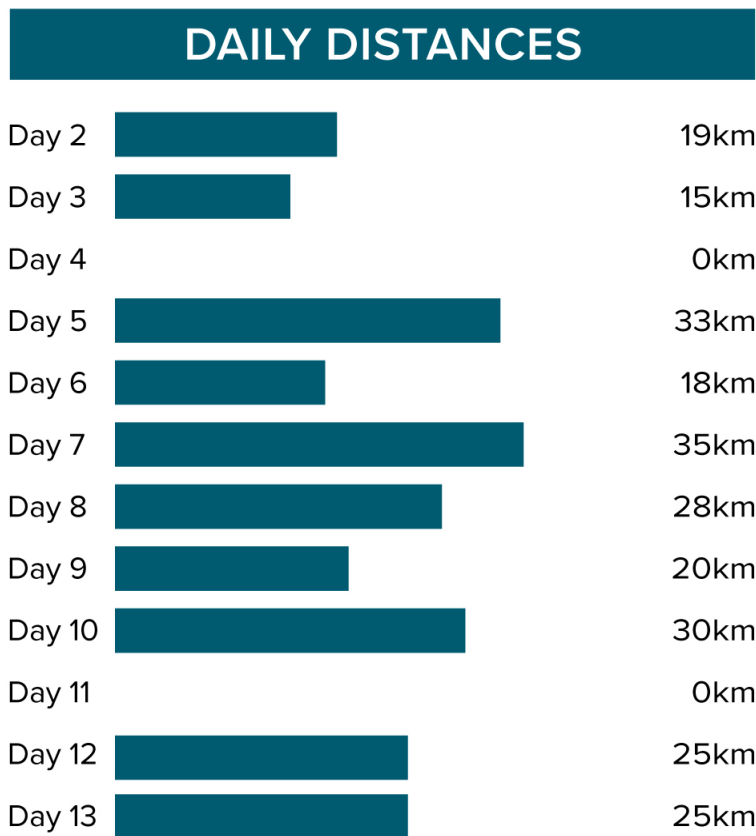 DAILY DISTANCES
Day 2 19km
Day 3 15km
Day 4 0km
Day 5 33km
Day 6 18km
Day 7 35km
Day 8 28km
Day 9 20km
Day 10 30km
Day 11 0km
Day 12 25km
Day 13 25km